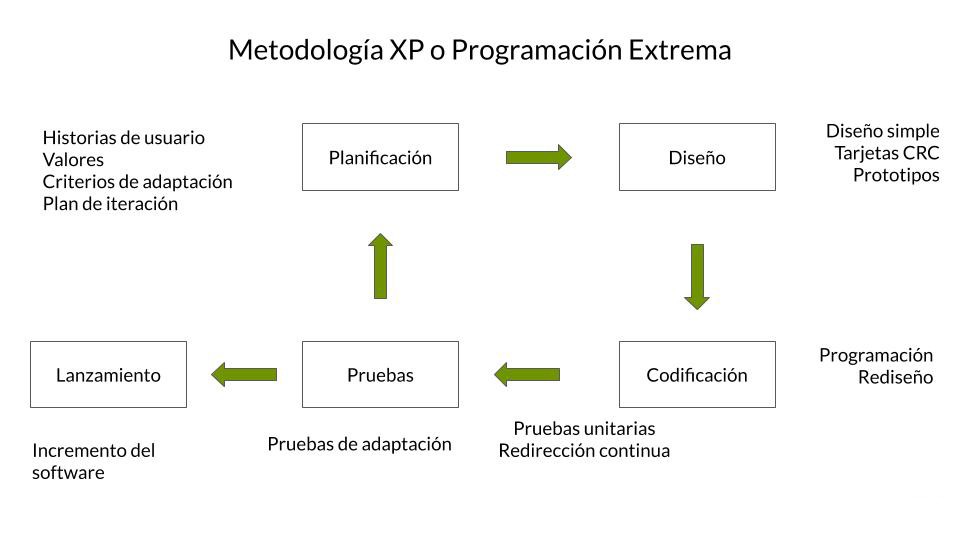 Metodología XP o Programación Extrema
Historias de usuario
Valores
Criterios de adaptación
Plan de iteración
Planificación
Diseño
Diseño simple
Tarjetas CRC
Prototipos
Lanzamiento
Pruebas
Codificación
Programación
Rediseño
Incremento del
software
Pruebas de adaptación
Pruebas unitarias
Redirección continua